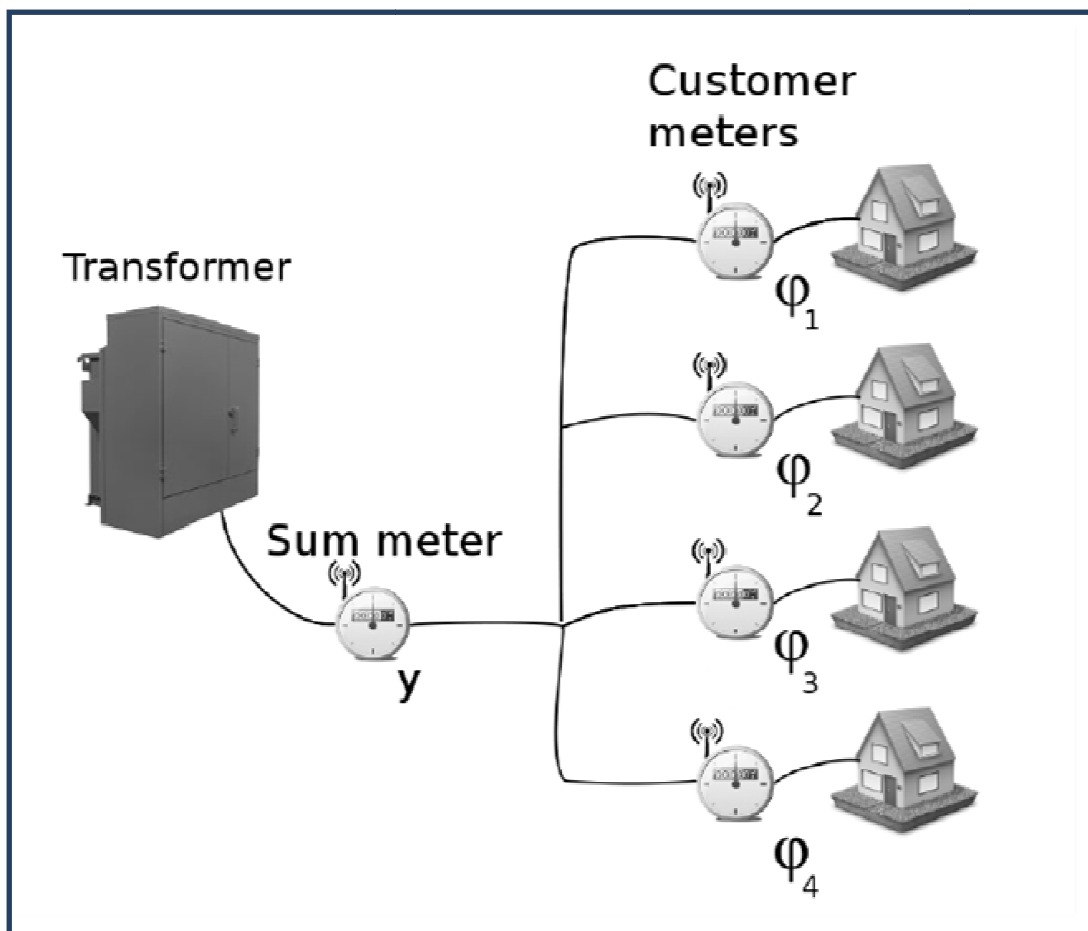 Customer
meters
Transformer
φ1
φ2
Sum meter
y
φ3
φ4